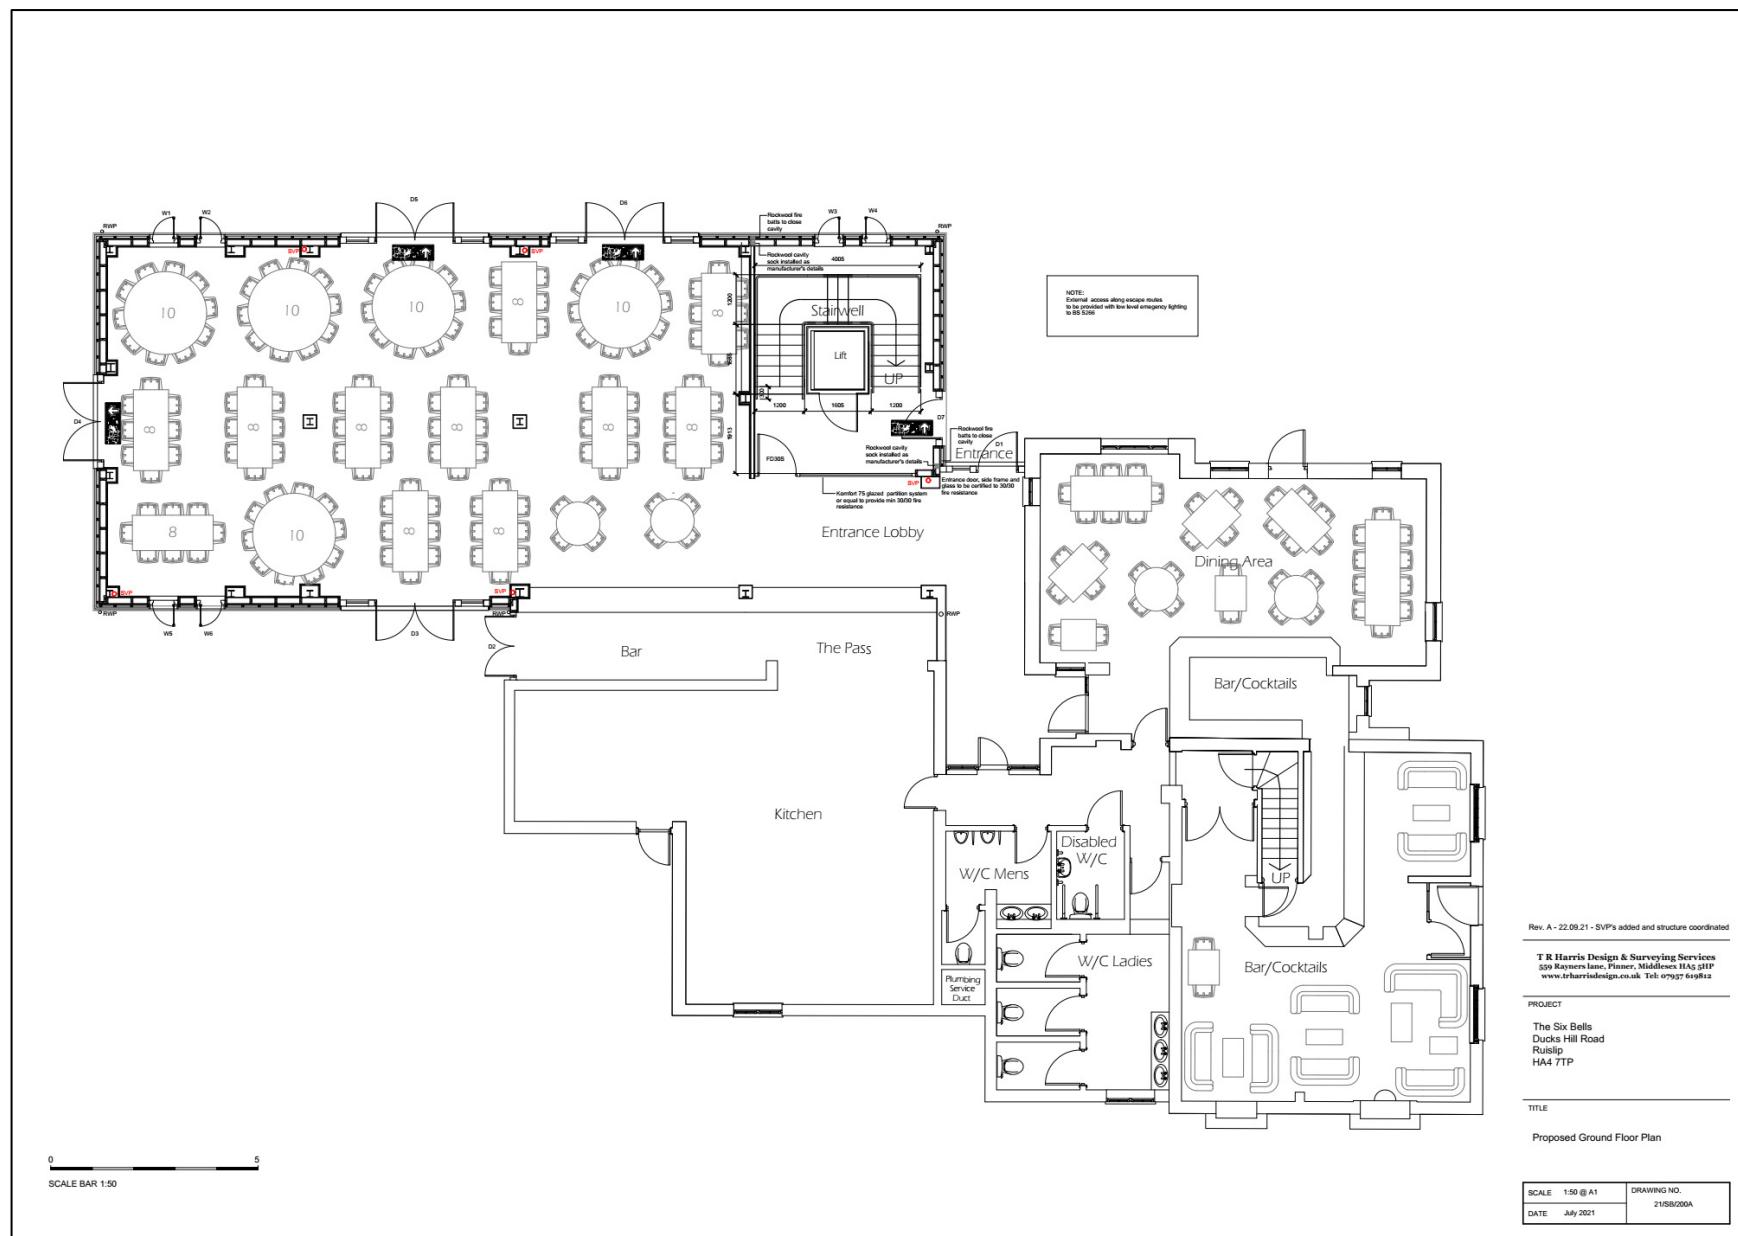 D5
D6
W1
W2
W3
W4
RWP
RWP
Rockwool fire
batts to close
cavity
SVP
SVP
Rockwool cavity
sock installed as
manufacturer's details
4005
NOTE:
External access along escape routes
to be provided with low level emegency lighting
to BS 5266
10
10
10
8
10
8
1200
Stairwell
Lift
UP
1200
1605
1200
D4
8
8
8
8
8
8
1913
D7
FD30S
Rockwool fire
batts to close
cavity
D1
Entrance
Rockwool cavity
sock installed as
manufacturer's details
SVP
Entrance door, side frame and
glass to be certified to 30/30
fire resistance
Komfort 75 glazed partition system
or equal to provide min 30/30 fire
resistance
8
10
8
8
Entrance Lobby
Dining Area
SVP
SVP
RWP
RWP
RWP
W5
W6
D3
D2
Bar
The Pass
Bar/Cocktails
Kitchen
Disabled
W/C
W/C Mens
UP
W/C Ladies
Bar/Cocktails
Plumbing
Service
Duct
Rev. A - 22.09.21 - SVP's added and structure coordinated
T R Harris Design & Surveying Services
559 Rayners lane, Pinner, Middlesex HA5 5HP
www.trharrisdesign.co.uk Tel: 07957 619812
PROJECT
The Six Bells
Ducks Hill Road
Ruislip
HA4 7TP
TITLE
Proposed Ground Floor Plan
0
5
SCALE BAR 1:50
SCALE 1:50 @ A1
DRAWING NO.
21/SB/200A
DATE July 2021